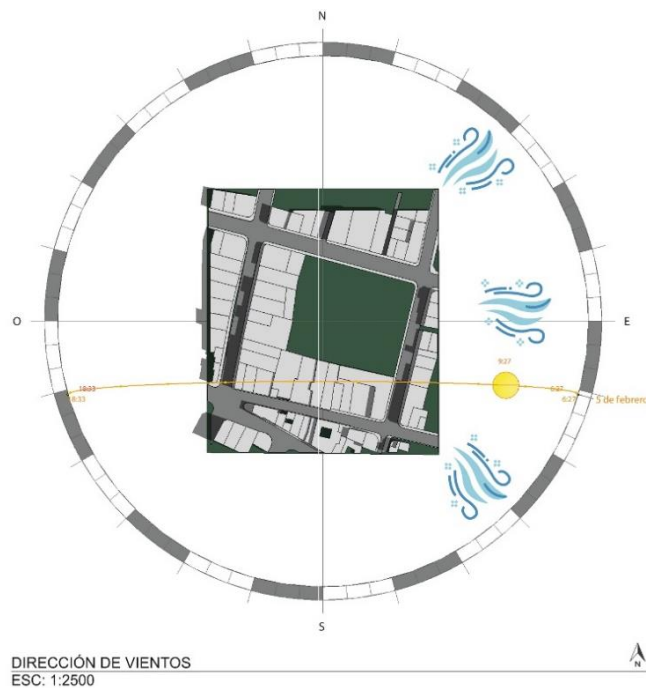 N
O
E
9:27
18:33
18:33
6:27
6:27
5 de febrero
S
DIRECCIÓN DE VIENTOS
ESC: 1:2500
N